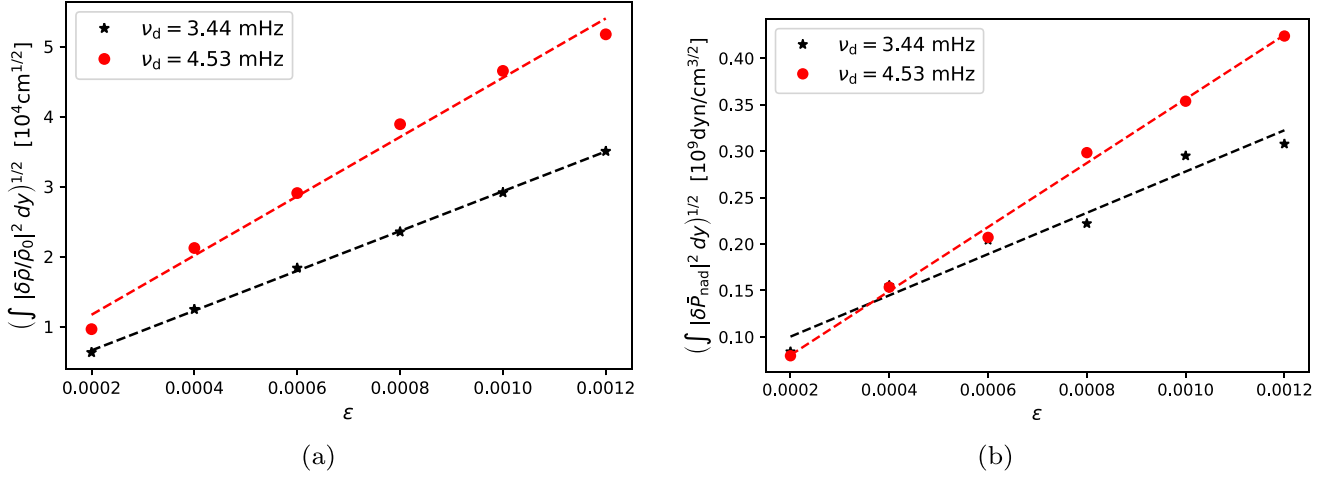 ν_d = 3.44 mHz
ν_d = 4.53 mHz
(∫ |δρ̄/ρ̄₀|² dy)^{1/2} [10⁴cm^{1/2}]
5
4
3
2
1
0.0002 0.0004 0.0006 0.0008 0.0010 0.0012
ε
(a)
ν_d = 3.44 mHz
ν_d = 4.53 mHz
(∫ |δP̄_nad|² dy)^{1/2} [10⁹dyn/cm^{3/2}]
0.40
0.35
0.30
0.25
0.20
0.15
0.10
0.0002 0.0004 0.0006 0.0008 0.0010 0.0012
ε
(b)